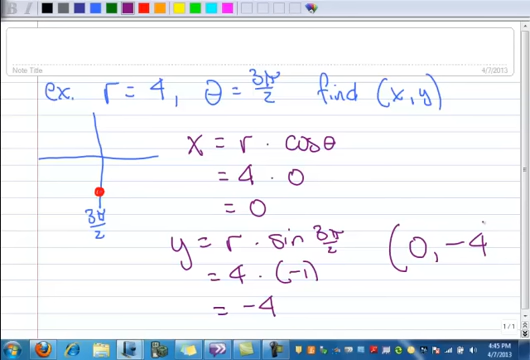 B I
Note Title
4/7/2013
ex. r = 4, θ = 3π/2 find (x,y)
x = r · cosθ
= 4 · 0
= 0
3π/2
y = r · sin 3π/2
= 4 · (-1)
= -4
(0, -4
1/1
4:45 PM
4/7/2013